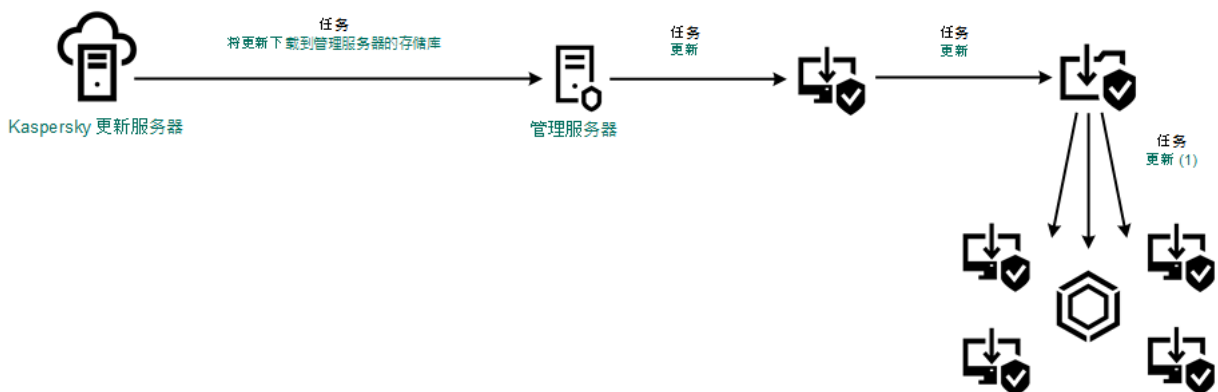 任务
将更新下载到管理服务器的存储库
任务
更新
任务
更新
Kaspersky 更新服务器
管理服务器
任务
更新 (1)